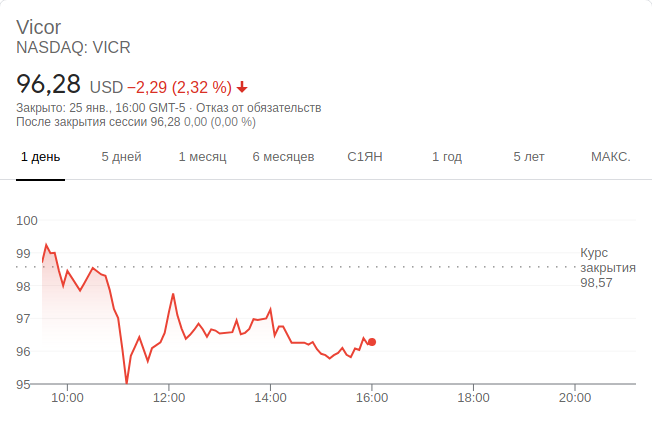 Vicor
NASDAQ: VICR
96,28 USD −2,29 (2,32 %)
Закрыто: 25 янв., 16:00 GMT-5 · Отказ от обязательств
После закрытия сессии 96,28 0,00 (0,00 %)
1 день 5 дней 1 месяц 6 месяцев С1ЯН 1 год 5 лет МАКС.
100
99
98
97
96
95
Курс
закрытия
98,57
10:00 12:00 14:00 16:00 18:00 20:00